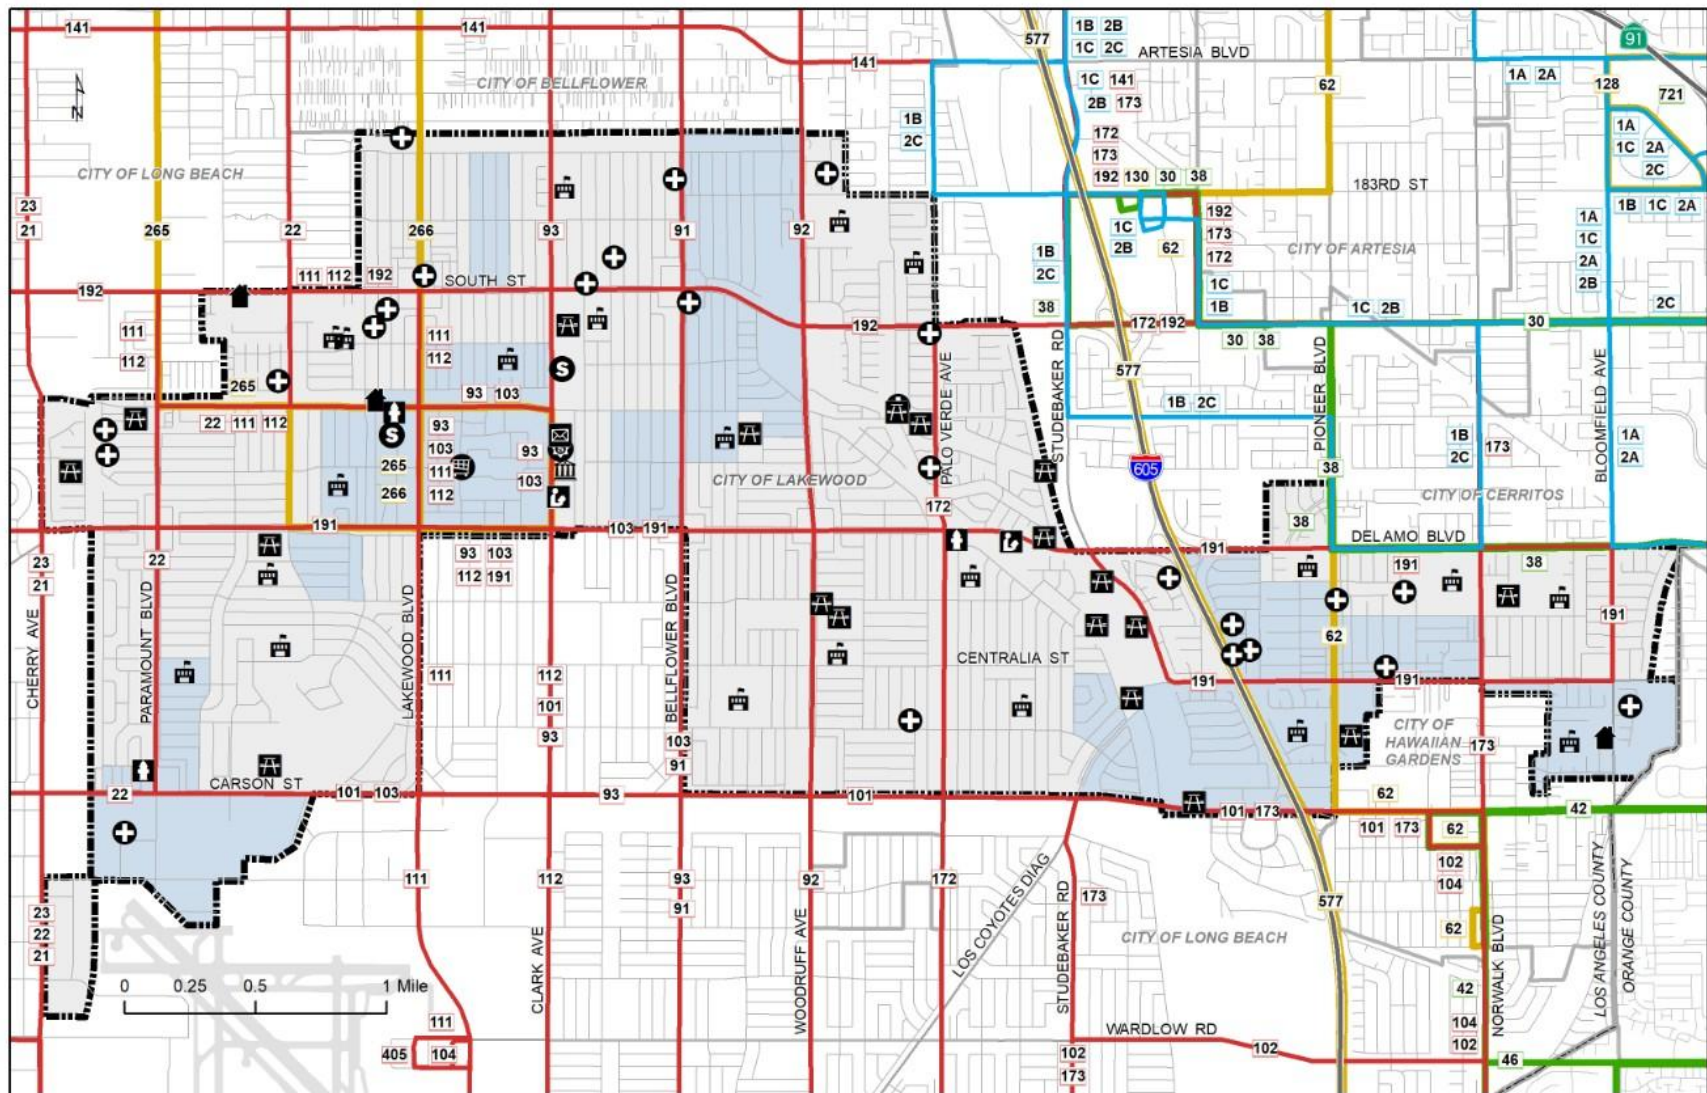 141
141
577
1B 2B
1C 2C
ARTESIA BLVD
91
141
CITY OF BELLFLOWER
1C 141
2B 173
62
1A 2A
128
721
1B
2C
1A
1C 2A
2C
172
173
CITY OF LONG BEACH
192 130 30 38
183RD ST
23
21
265
22
266
93
91
92
192
173
172
1C
2B
62
CITY OF ARTESIA
1B 1C 2A
1A
1C
2A
2B
1B
2C
38
111 112 192
SOUTH ST
192
1C
1B
1C 2B
2C
192
172 192
30
111
112
111
112
30 38
PIONEER BLVD
BLOOMFIELD AVE
STUDEBAKER RD
PALO VERDE AVE
577
265
93 103
S
1B 2C
22 111 112
93
103
111
112
S
265
266
93
103
1B
2C
173
1A
2A
605
38
CITY OF LAKEWOOD
172
CITY OF CERRITOS
38
191
103 191
191
DEL AMO BLVD
23
21
22
93 103
112 191
191
38
CHERRY AVE
PARAMOUNT BLVD
LAKEWOOD BLVD
BELLFLOWER BLVD
191
62
CENTRALIA ST
111
112
101
93
191
191
103
91
CITY OF
HAWAIIAN
GARDENS
173
CARSON ST
22
101 103
93
101
62
101 173
42
101 173
62
102
104
111
112
93
91
92
172
173
577
62
23
22
21
CLARK AVE
WOODRUFF AVE
LOS COYOTES DIAG
STUDEBAKER RD
CITY OF LONG BEACH
NORWALK BLVD
LOS ANGELES COUNTY
ORANGE COUNTY
0 0.25 0.5 1 Mile
42
111
104
102
WARDLOW RD
405
104
102
173
102
46
N